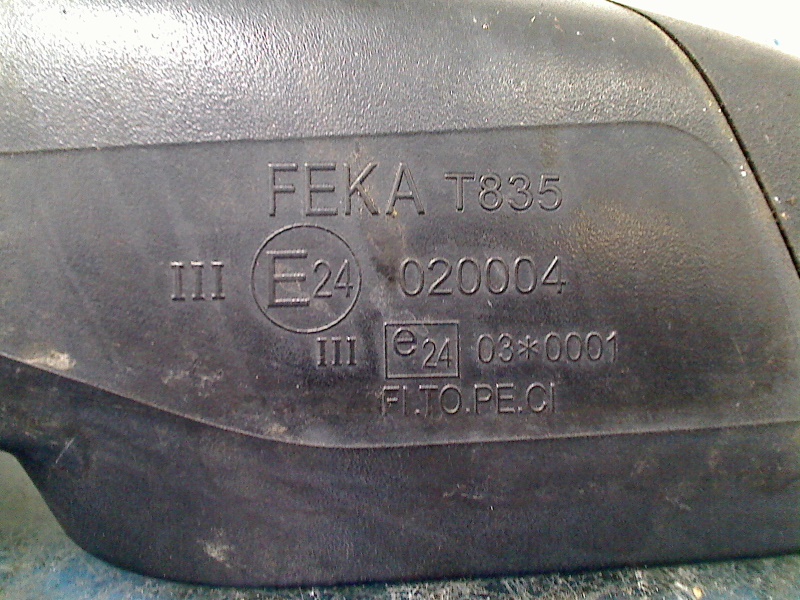 FEKA T835
III E24 020004
III e24 03*0001
FI.TO.PE.CI